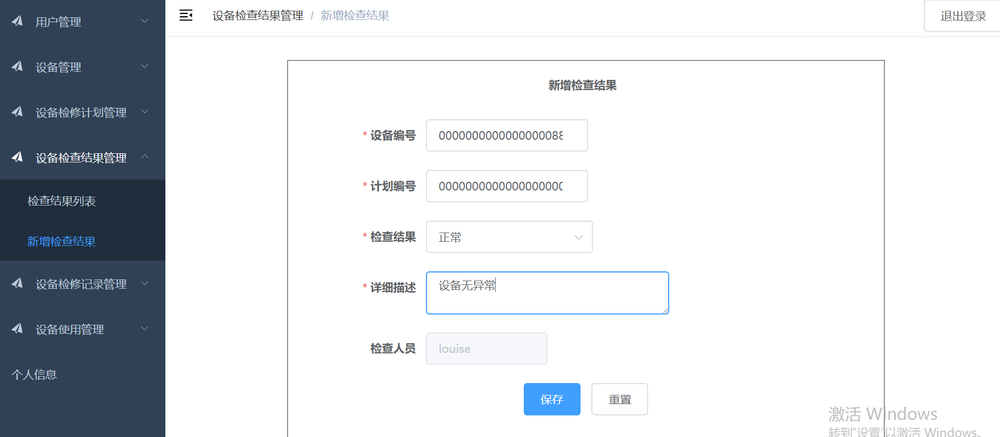 用户管理
设备管理
设备检修计划管理
设备检查结果管理
检查结果列表
新增检查结果
设备检修记录管理
设备使用管理
个人信息
设备检查结果管理 / 新增检查结果
退出登录
新增检查结果
* 设备编号 0000000000000000088
* 计划编号 0000000000000000000
* 检查结果 正常
* 详细描述 设备无异常
检查人员 louise
保存 重置
激活 Windows
转到"设置"以激活 Windows。